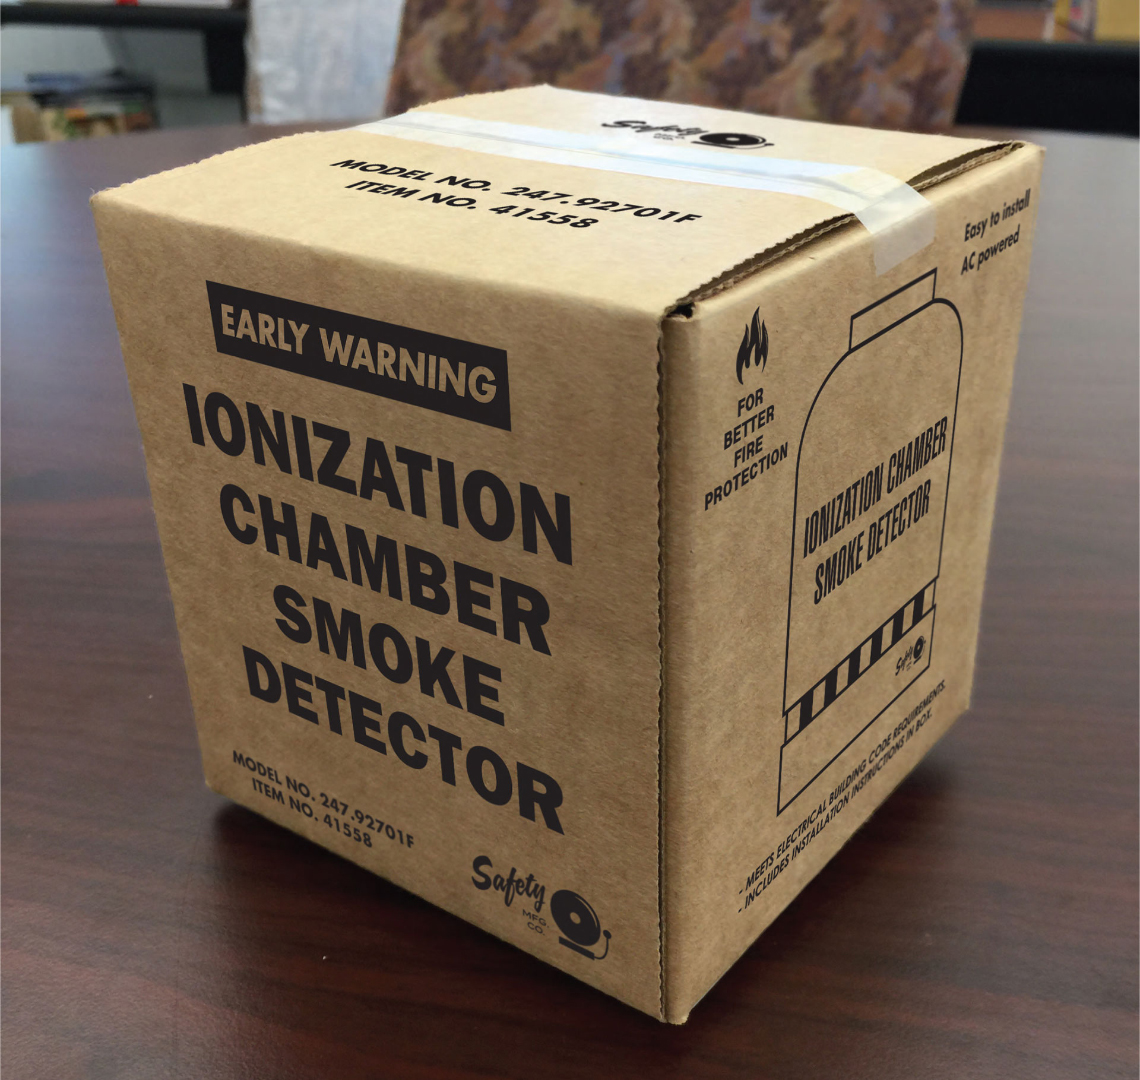 Safety
MFG.
CO.
MODEL NO. 247.92701F
ITEM NO. 41558
EARLY WARNING
IONIZATION
CHAMBER
SMOKE
DETECTOR
MODEL NO. 247.92701F
ITEM NO. 41558
Safety
MFG.
CO.
Easy to install
AC powered
FOR
BETTER
FIRE
PROTECTION
IONIZATION CHAMBER
SMOKE DETECTOR
Safety
- MEETS ELECTRICAL BUILDING CODE REQUIREMENTS.
- INCLUDES INSTALLATION INSTRUCTIONS IN BOX.